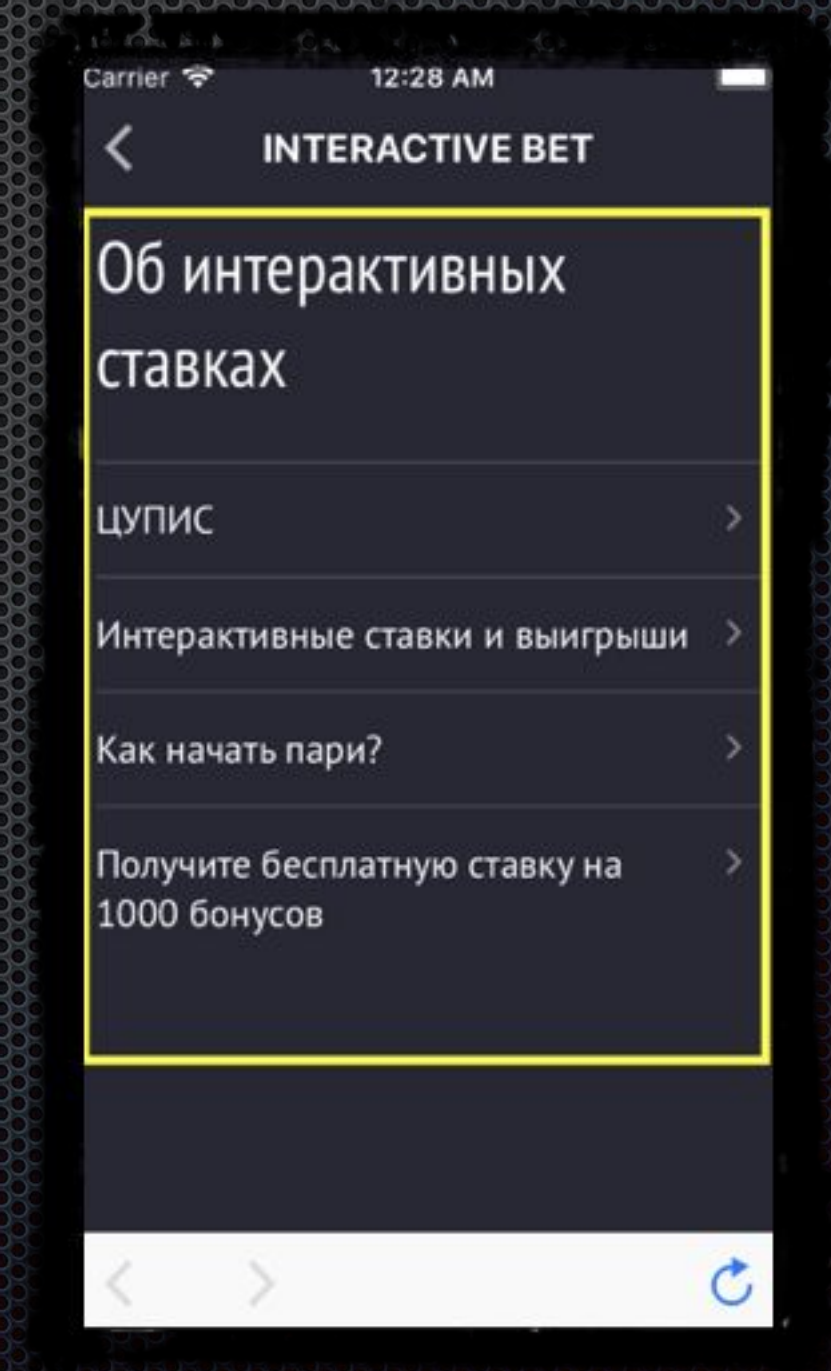 Carrier 12:28 AM
INTERACTIVE BET
Об интерактивных
ставках
ЦУПИС
Интерактивные ставки и выигрыши
Как начать пари?
Получите бесплатную ставку на
1000 бонусов